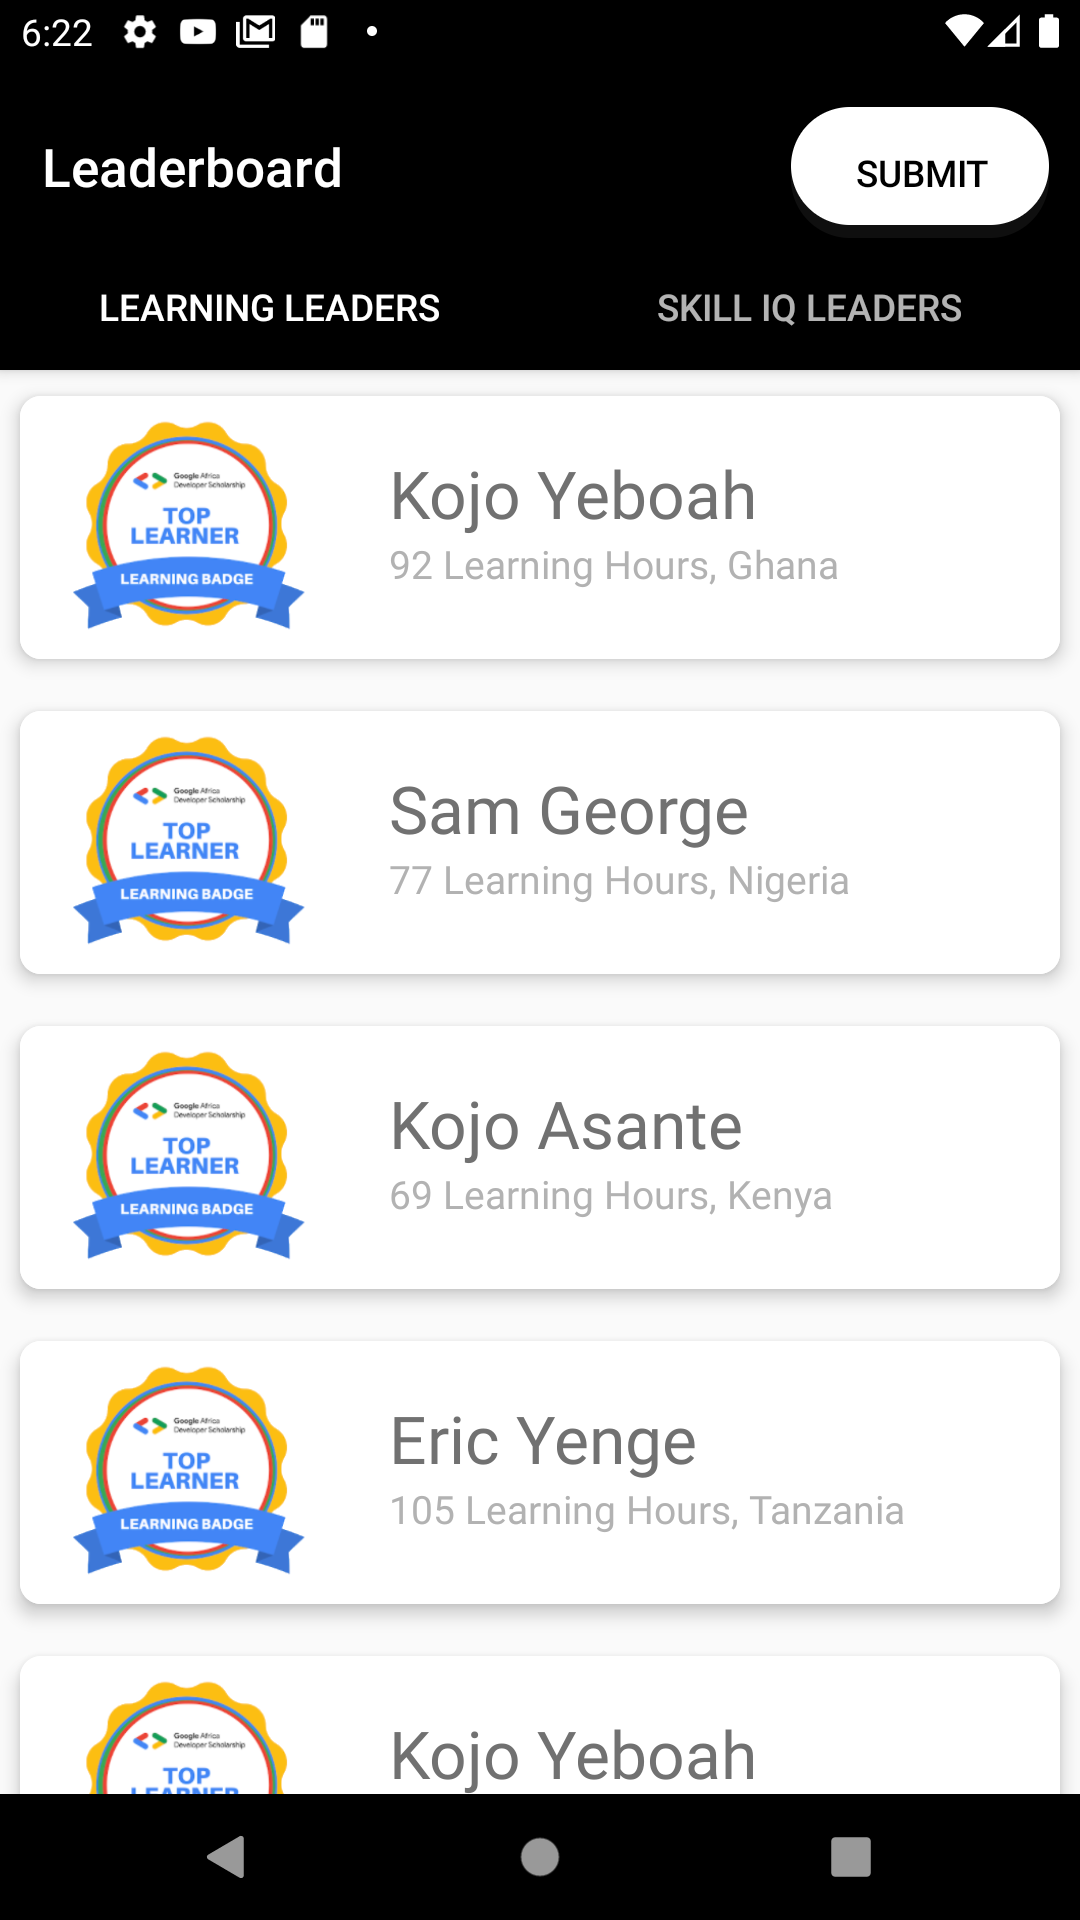 6:22
Leaderboard
SUBMIT
LEARNING LEADERS
SKILL IQ LEADERS
Google Africa
Developer Scholarship
TOP
LEARNER
LEARNING BADGE
Kojo Yeboah
92 Learning Hours, Ghana
Google Africa
Developer Scholarship
TOP
LEARNER
LEARNING BADGE
Sam George
77 Learning Hours, Nigeria
Google Africa
Developer Scholarship
TOP
LEARNER
LEARNING BADGE
Kojo Asante
69 Learning Hours, Kenya
Google Africa
Developer Scholarship
TOP
LEARNER
LEARNING BADGE
Eric Yenge
105 Learning Hours, Tanzania
Google Africa
Developer Scholarship
TOP
LEARNER
Kojo Yeboah